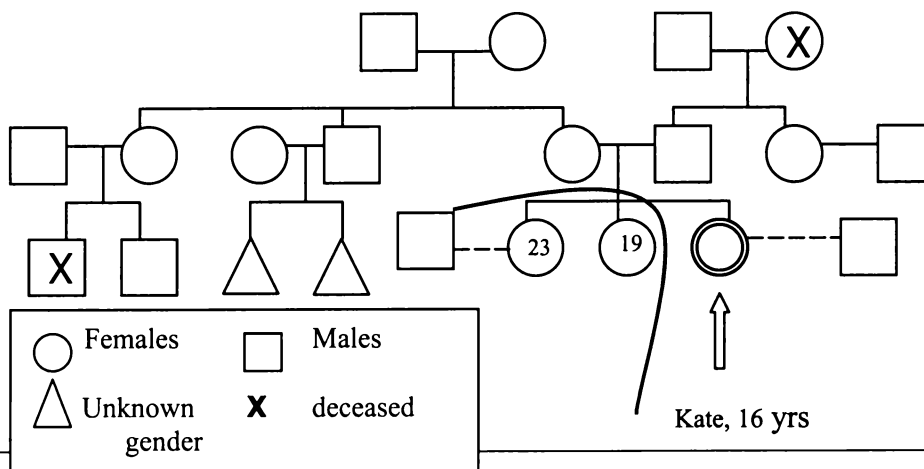 X
23
19
X
Females
Males
Unknown
gender
X
deceased
Kate, 16 yrs